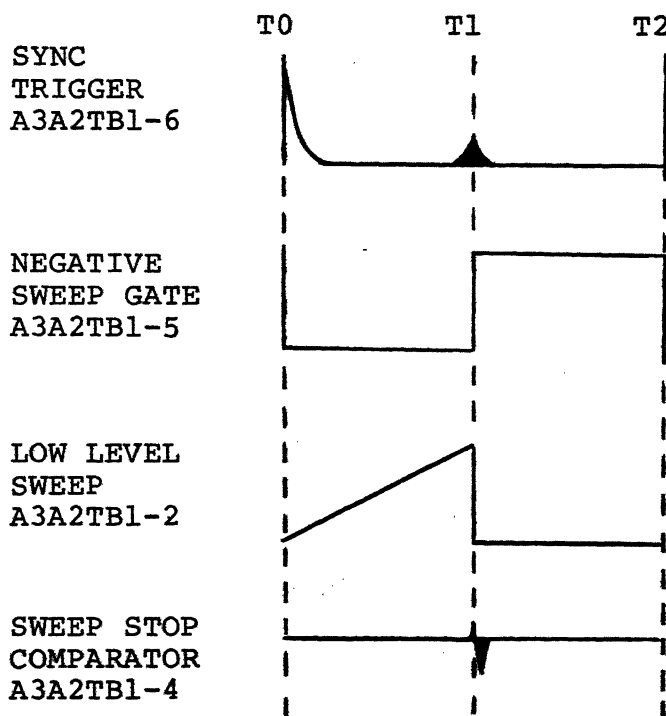 T0 T1 T2
SYNC
TRIGGER
A3A2TB1-6
NEGATIVE
SWEEP GATE
A3A2TB1-5
LOW LEVEL
SWEEP
A3A2TB1-2
SWEEP STOP
COMPARATOR
A3A2TB1-4